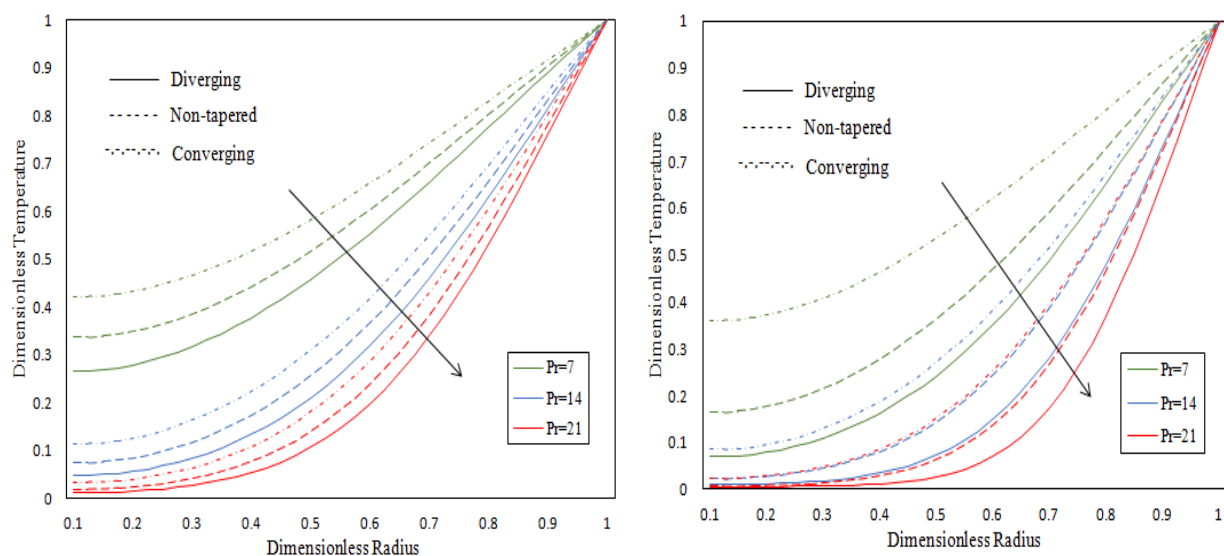 Dimensionless Temperature
1
0.9
0.8
0.7
0.6
0.5
0.4
0.3
0.2
0.1
0
Diverging
Non-tapered
Converging
Pr=7
Pr=14
Pr=21
0.1 0.2 0.3 0.4 0.5 0.6 0.7 0.8 0.9 1
Dimensionless Radius
Dimensionless Temperature
1
0.9
0.8
0.7
0.6
0.5
0.4
0.3
0.2
0.1
0
Diverging
Non-tapered
Converging
Pr=7
Pr=14
Pr=21
0.1 0.2 0.3 0.4 0.5 0.6 0.7 0.8 0.9 1
Dimensionless Radius